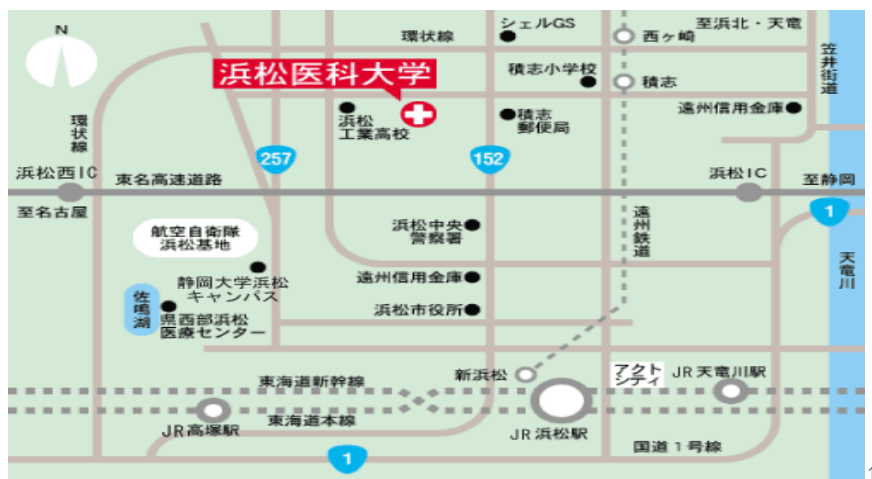 N
環状線
シェルGS
西ヶ崎
至浜北・天竜
笠井街道
浜松医科大学
積志小学校
積志
遠州信用金庫
浜松
工業高校
積志
郵便局
環状線
257
152
浜松西IC
東名高速道路
浜松IC
至静岡
至名古屋
1
航空自衛隊
浜松基地
浜松中央
警察署
遠州鉄道
天竜川
静岡大学浜松
キャンパス
遠州信用金庫
佐鳴湖
県西部浜松
医療センター
浜松市役所
東海道新幹線
新浜松
アクト
シティ
JR天竜川駅
JR高塚駅
東海道本線
JR浜松駅
国道1号線
1